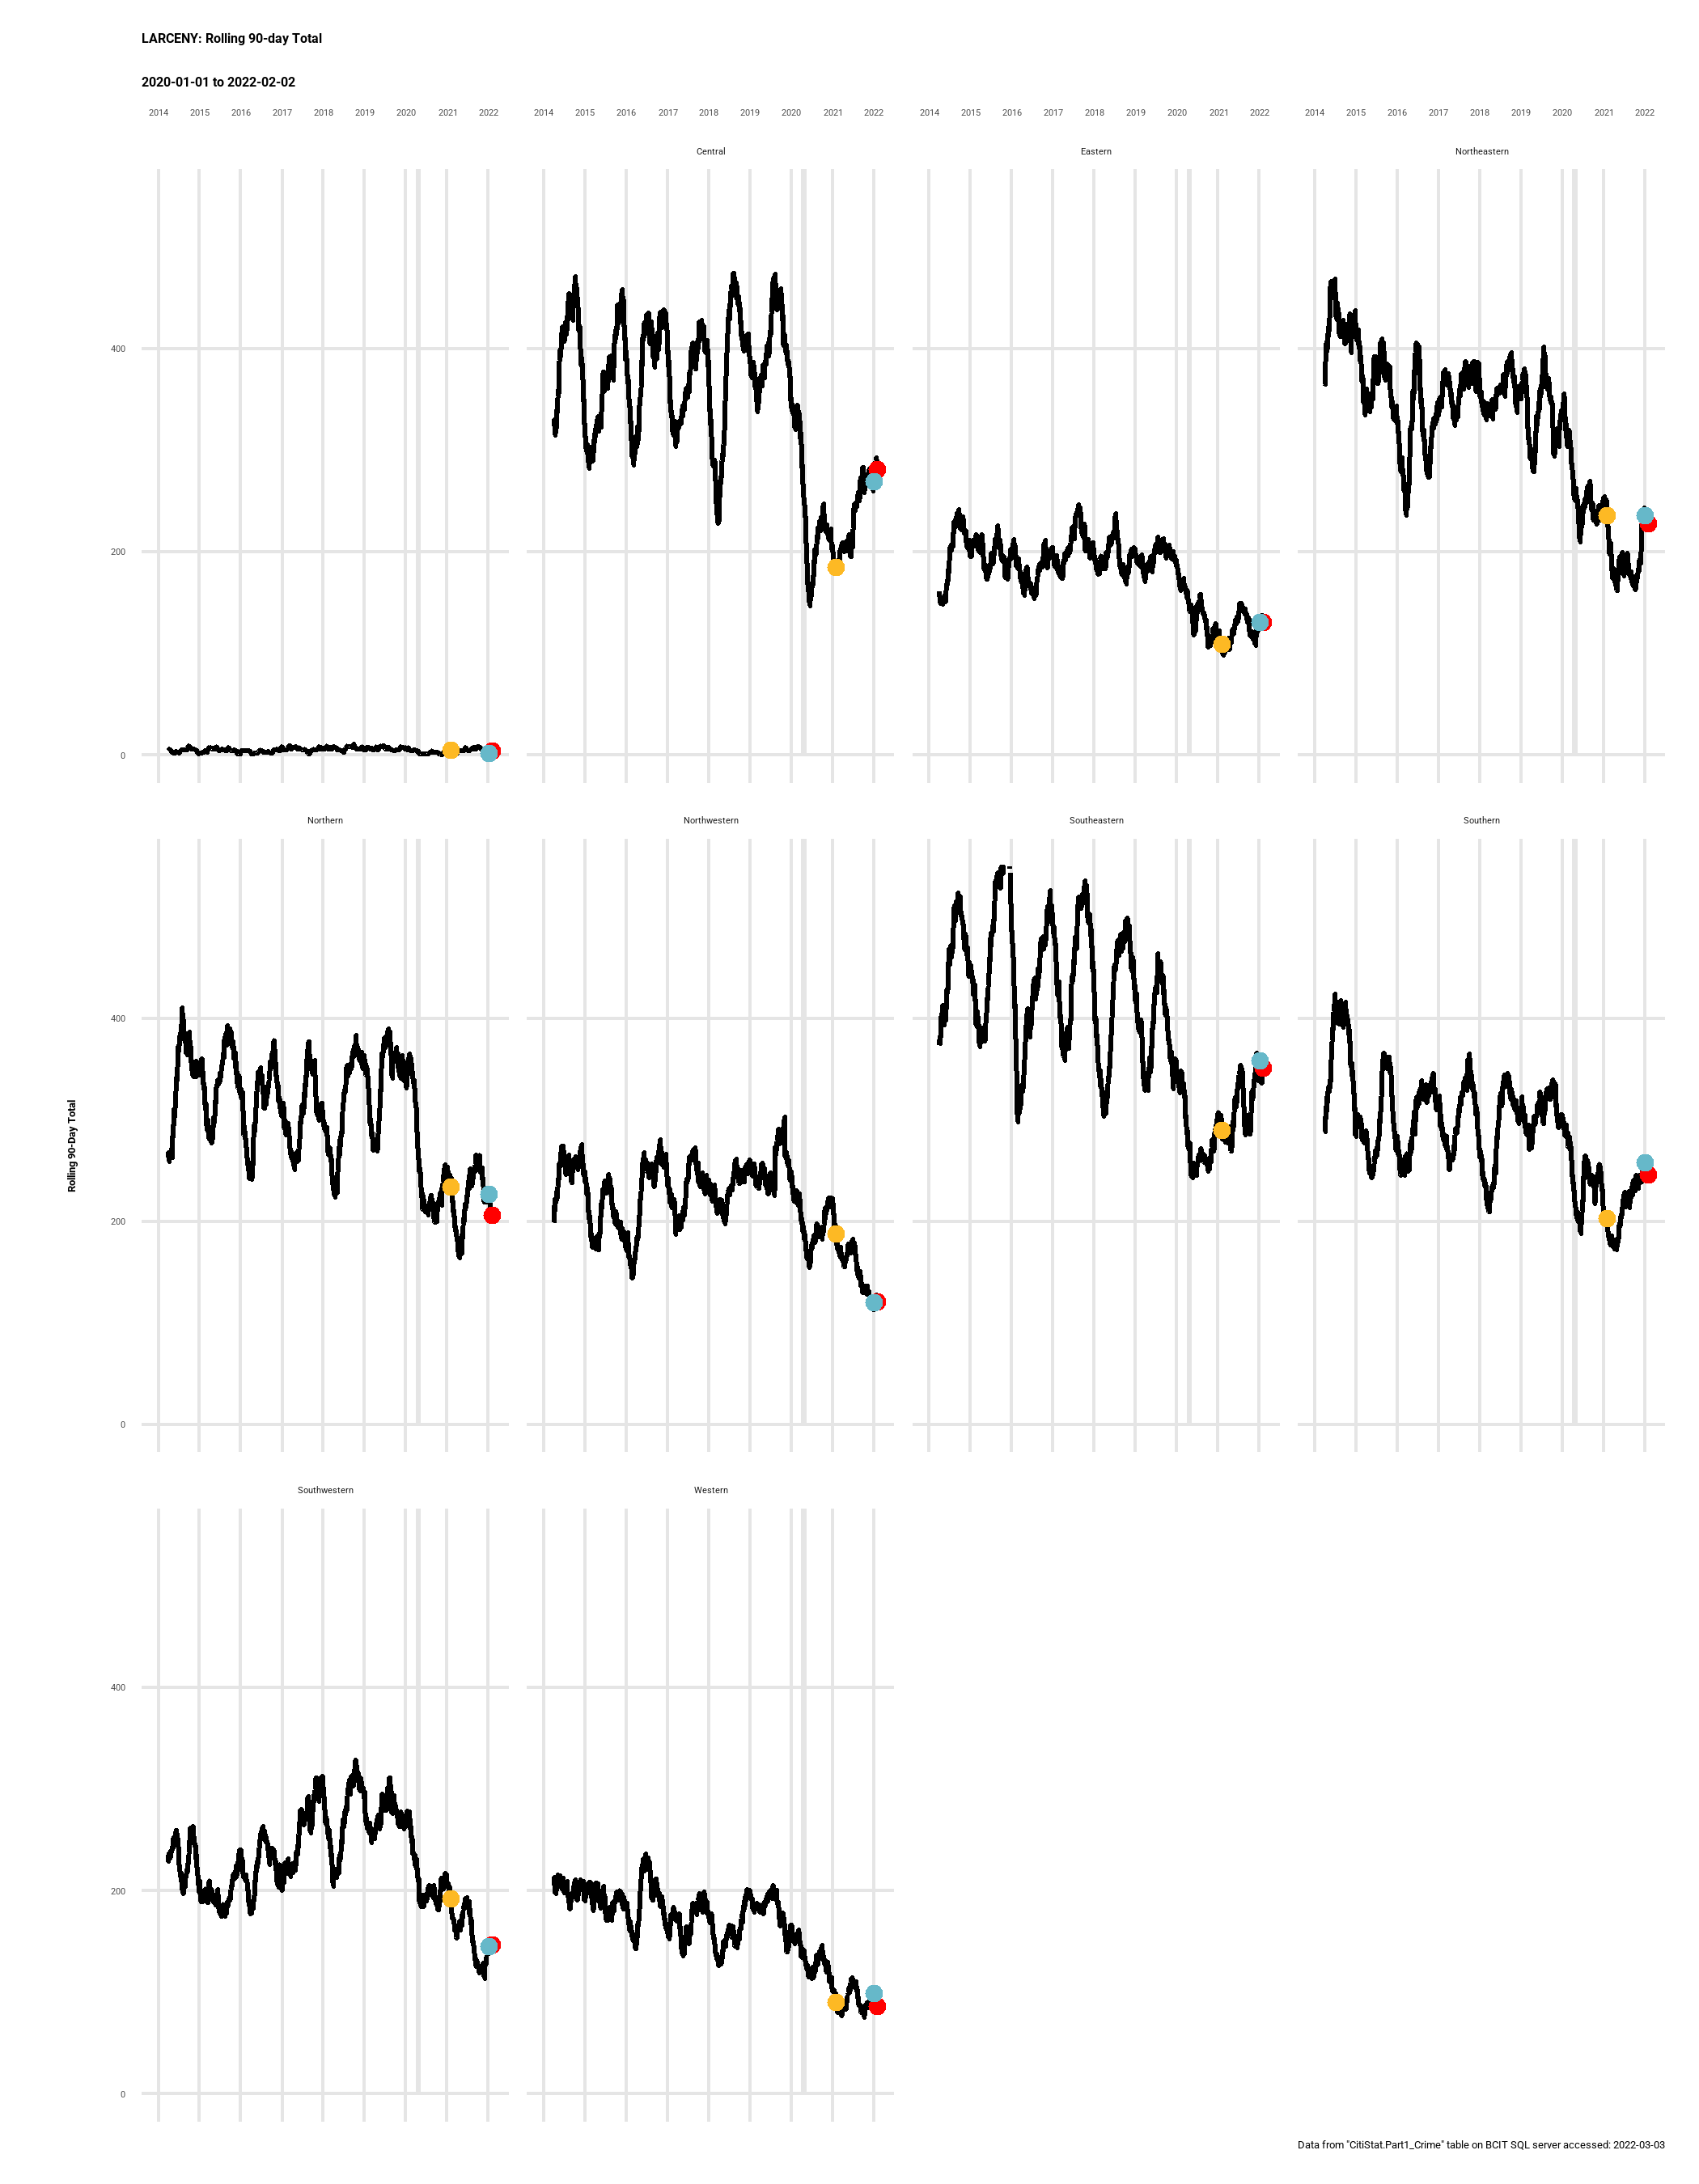 LARCENY: Rolling 90-day Total
2020-01-01 to 2022-02-02
2014 2015 2016 2017 2018 2019 2020 2021 2022 2014 2015 2016 2017 2018 2019 2020 2021 2022 2014 2015 2016 2017 2018 2019 2020 2021 2022 2014 2015 2016 2017 2018 2019 2020 2021 2022
Central Eastern Northeastern
400
200
0
Northern Northwestern Southeastern Southern
400
200
0
Rolling 90-Day Total
Southwestern Western
400
200
0
Data from "CitiStat.Part1_Crime" table on BCIT SQL server accessed: 2022-03-03